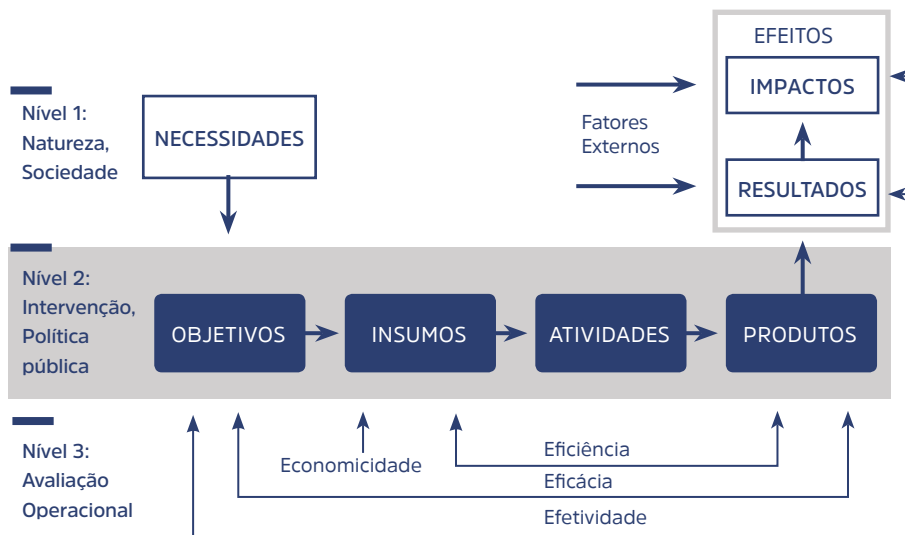 EFEITOS
IMPACTOS
Nível 1:
Natureza,
Sociedade
NECESSIDADES
Fatores
Externos
RESULTADOS
Nível 2:
Intervenção,
Política
pública
OBJETIVOS
INSUMOS
ATIVIDADES
PRODUTOS
Nível 3:
Avaliação
Operacional
Economicidade
Eficiência
Eficácia
Efetividade